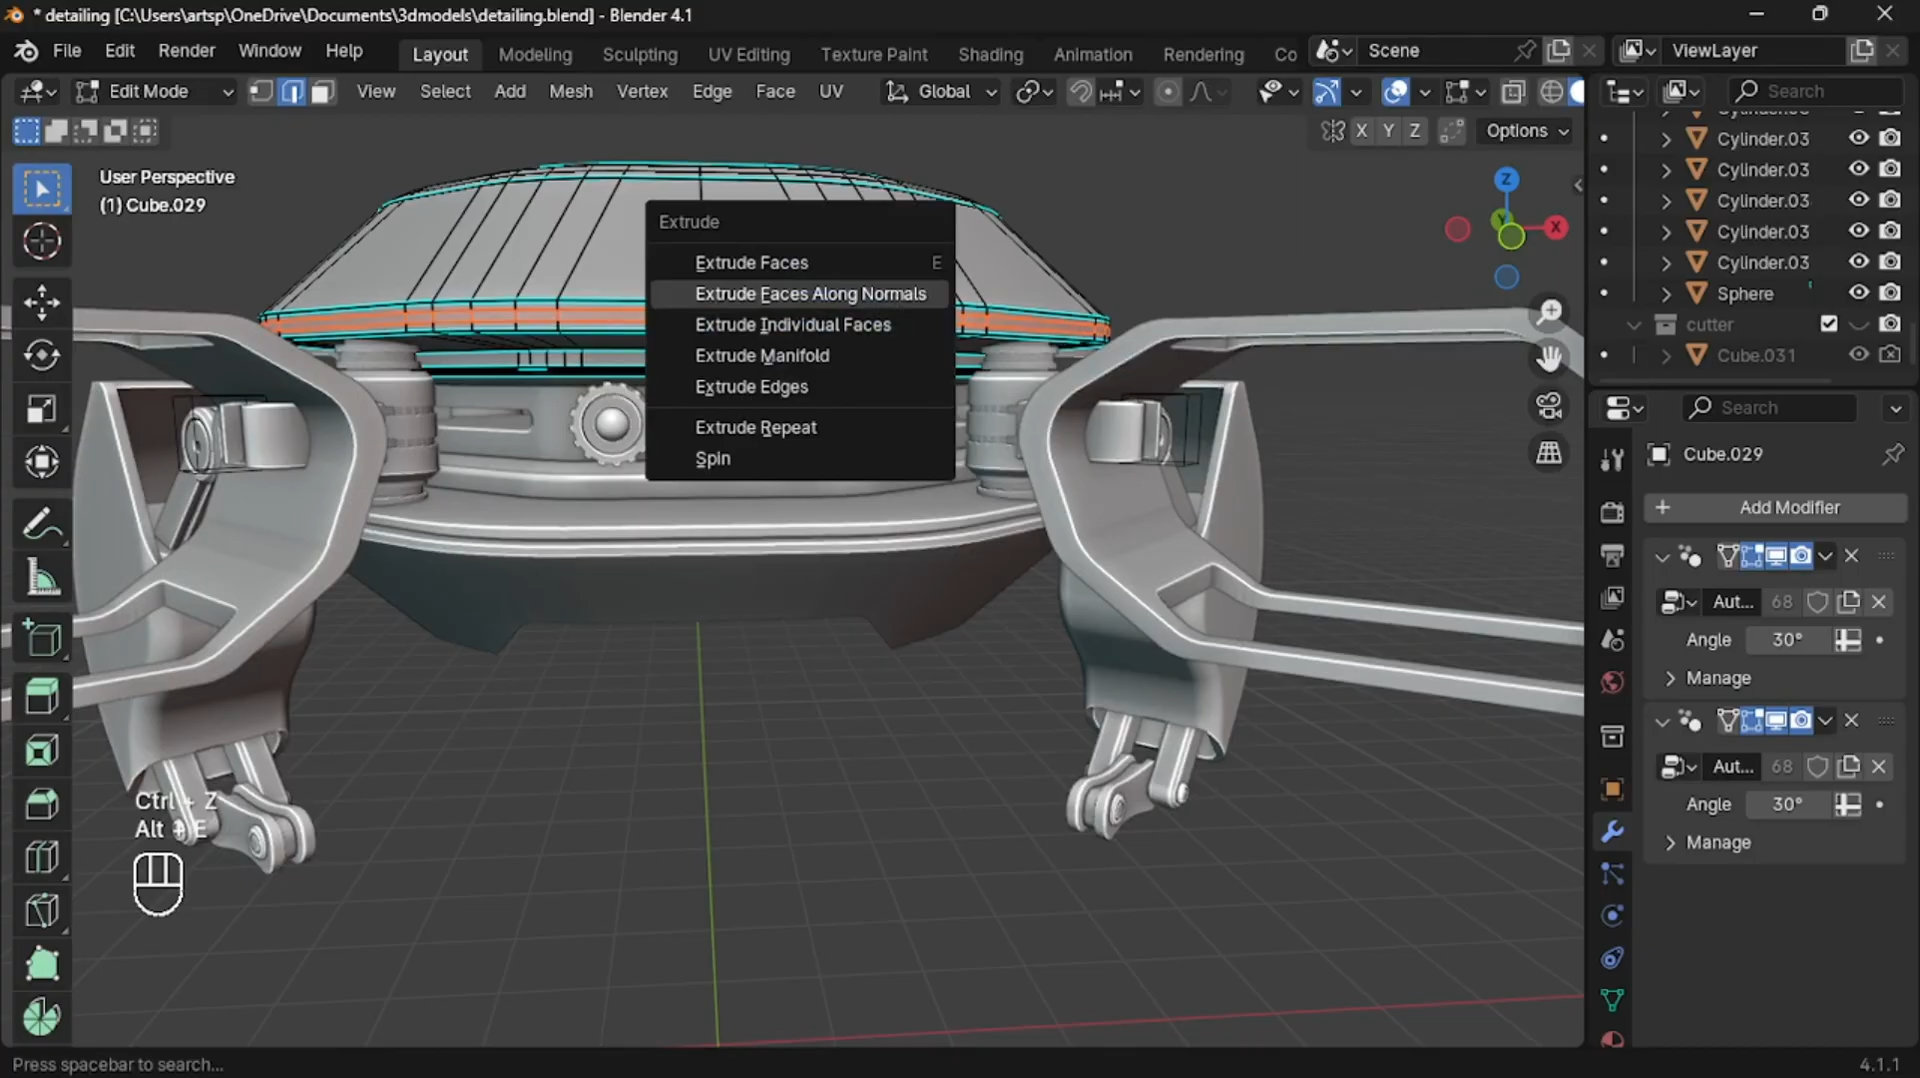 * detailing [C:\Users\artsp\OneDrive\Documents\3dmodels\detailing.blend] - Blender 4.1
File Edit Render Window Help Layout Modeling Sculpting UV Editing Texture Paint Shading Animation Rendering Co Scene ViewLayer
Edit Mode View Select Add Mesh Vertex Edge Face UV Global Search
X Y Z Options
User Perspective
(1) Cube.029
Z
Y
X
Extrude
Extrude Faces E
Extrude Faces Along Normals
Extrude Individual Faces
Extrude Manifold
Extrude Edges
Extrude Repeat
Spin
Cylinder.03
Cylinder.03
Cylinder.03
Cylinder.03
Cylinder.03
Sphere
cutter
Cube.031
Search
Cube.029
Add Modifier
Aut... 68
Angle 30°
Manage
Aut... 68
Angle 30°
Manage
Ctrl + Z
Alt + E
Press spacebar to search...
4.1.1